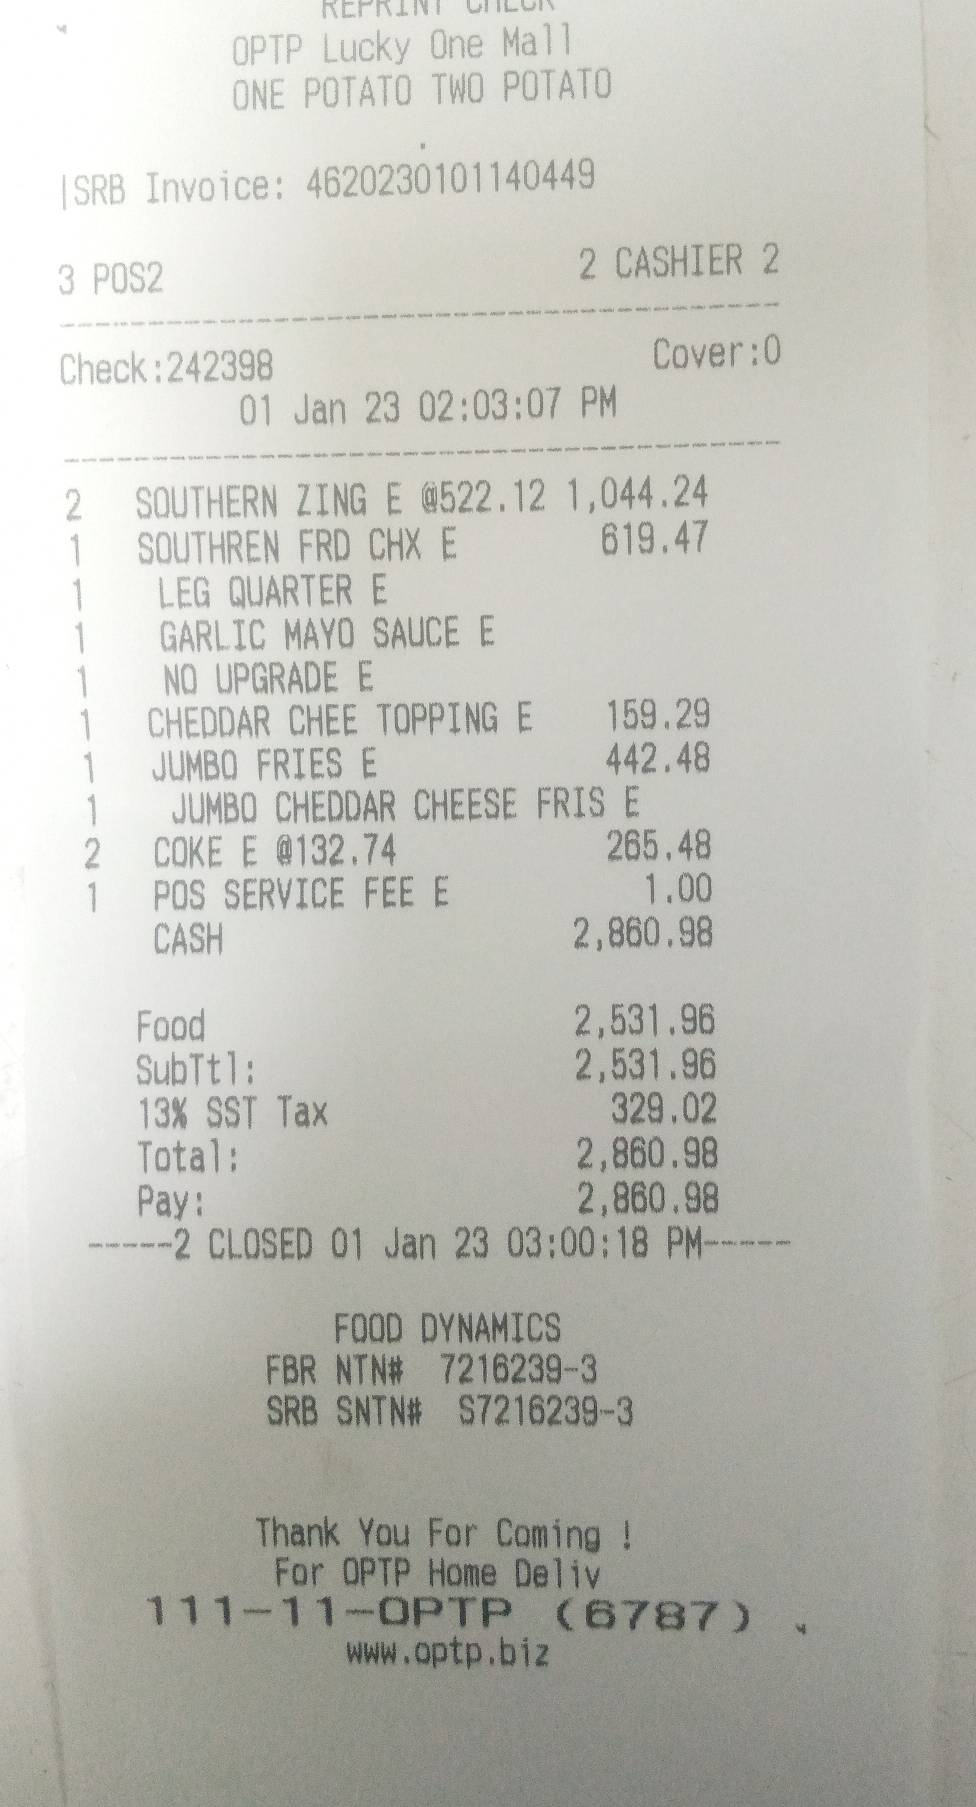 REPRINT CHECK
OPTP Lucky One Mall
ONE POTATO TWO POTATO
|SRB Invoice: 4620230101140449
3 POS2 2 CASHIER 2
--------------------------------
Check:242398 Cover:0
01 Jan 23 02:03:07 PM
--------------------------------
2 SOUTHERN ZING E @522.12 1,044.24
1 SOUTHREN FRD CHX E 619.47
1 LEG QUARTER E
1 GARLIC MAYO SAUCE E
1 NO UPGRADE E
1 CHEDDAR CHEE TOPPING E 159.29
1 JUMBO FRIES E 442.48
1 JUMBO CHEDDAR CHEESE FRIS E
2 COKE E @132.74 265.48
1 POS SERVICE FEE E 1.00
CASH 2,860.98
Food 2,531.96
SubTtl: 2,531.96
13% SST Tax 329.02
Total: 2,860.98
Pay: 2,860.98
-----2 CLOSED 01 Jan 23 03:00:18 PM-----
FOOD DYNAMICS
FBR NTN# 7216239-3
SRB SNTN# S7216239-3
Thank You For Coming !
For OPTP Home Deliv
111-11-OPTP (6787)
www.optp.biz